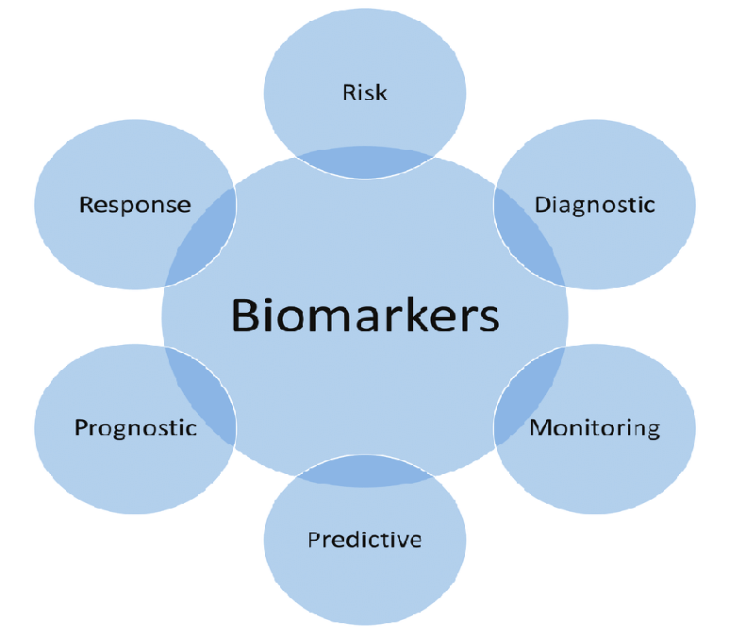 Risk
Response
Diagnostic
Biomarkers
Prognostic
Monitoring
Predictive